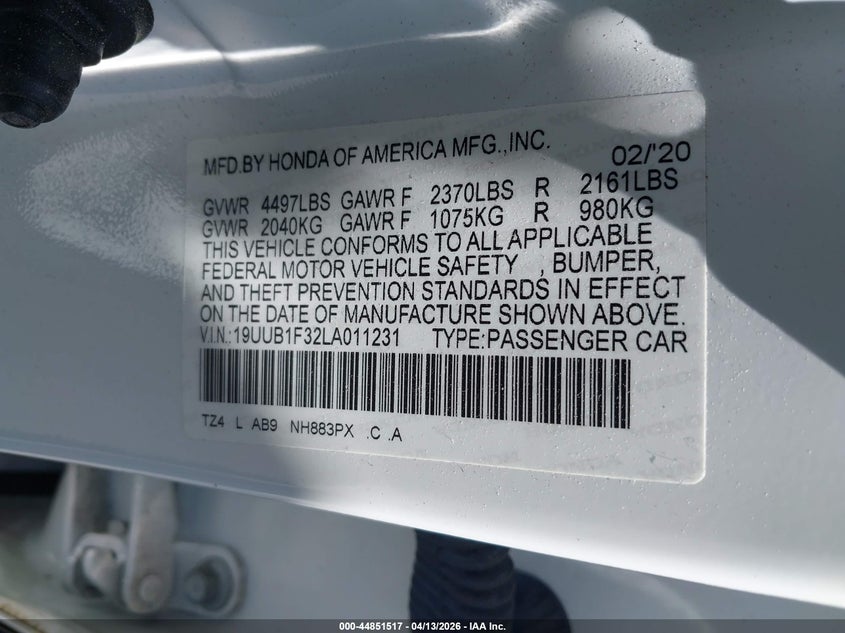 MFD.BY HONDA OF AMERICA MFG.,INC. 02/'20
GVWR 4497LBS GAWR F 2370LBS R 2161LBS
GVWR 2040KG GAWR F 1075KG R 980KG
THIS VEHICLE CONFORMS TO ALL APPLICABLE
FEDERAL MOTOR VEHICLE SAFETY , BUMPER,
AND THEFT PREVENTION STANDARDS IN EFFECT
ON THE DATE OF MANUFACTURE SHOWN ABOVE.
V.I.N.:19UUB1F32LA011231 TYPE:PASSENGER CAR
TZ4 L AB9 NH883PX .C .A
000-44851517 - 04/13/2026 - IAA Inc.